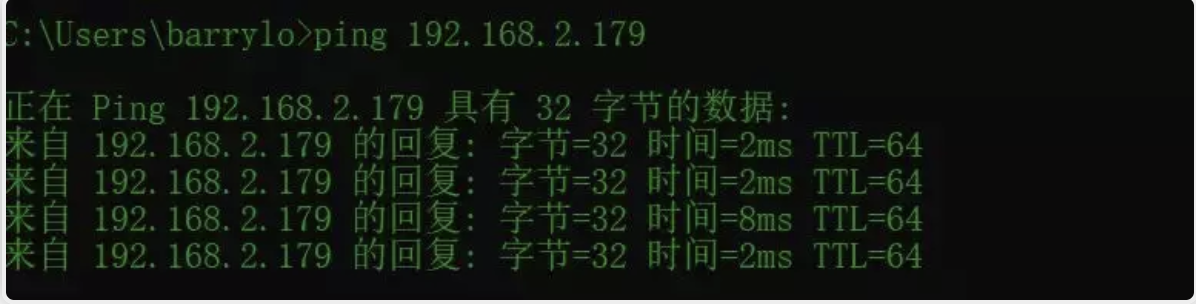 C:\Users\barrylo>ping 192.168.2.179
正在 Ping 192.168.2.179 具有 32 字节的数据:
来自 192.168.2.179 的回复: 字节=32 时间=2ms TTL=64
来自 192.168.2.179 的回复: 字节=32 时间=2ms TTL=64
来自 192.168.2.179 的回复: 字节=32 时间=8ms TTL=64
来自 192.168.2.179 的回复: 字节=32 时间=2ms TTL=64